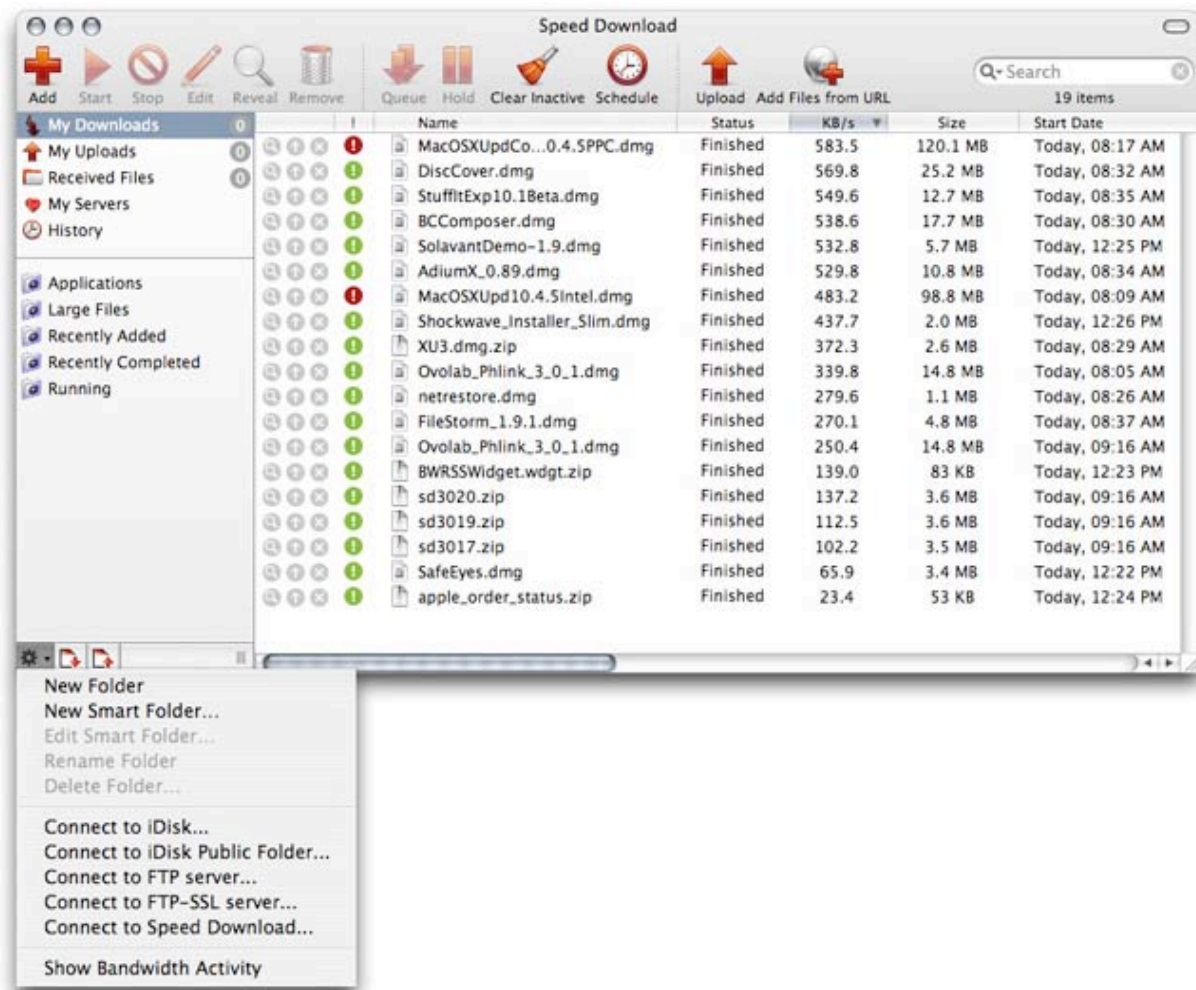 Speed Download
Add Start Stop Edit Reveal Remove Queue Hold Clear Inactive Schedule Upload Add Files from URL
Search
19 items
My Downloads 0
My Uploads 0
Received Files 0
My Servers
History
Applications
Large Files
Recently Added
Recently Completed
Running
! Name Status KB/s Size Start Date
MacOSXUpdCo...0.4.5PPC.dmg Finished 583.5 120.1 MB Today, 08:17 AM
DiscCover.dmg Finished 569.8 25.2 MB Today, 08:32 AM
StuffItExp10.1Beta.dmg Finished 549.6 12.7 MB Today, 08:35 AM
BCComposer.dmg Finished 538.6 17.7 MB Today, 08:30 AM
SolavantDemo-1.9.dmg Finished 532.8 5.7 MB Today, 12:25 PM
AdiumX_0.89.dmg Finished 529.8 10.8 MB Today, 08:34 AM
MacOSXUpd10.4.5Intel.dmg Finished 483.2 98.8 MB Today, 08:09 AM
Shockwave_Installer_Slim.dmg Finished 437.7 2.0 MB Today, 12:26 PM
XU3.dmg.zip Finished 372.3 2.6 MB Today, 08:29 AM
Ovolab_Phlink_3_0_1.dmg Finished 339.8 14.8 MB Today, 08:05 AM
netrestore.dmg Finished 279.6 1.1 MB Today, 08:26 AM
FileStorm_1.9.1.dmg Finished 270.1 4.8 MB Today, 08:37 AM
Ovolab_Phlink_3_0_1.dmg Finished 250.4 14.8 MB Today, 09:16 AM
BWRSSWidget.wdgt.zip Finished 139.0 83 KB Today, 12:23 PM
sd3020.zip Finished 137.2 3.6 MB Today, 09:16 AM
sd3019.zip Finished 112.5 3.6 MB Today, 09:16 AM
sd3017.zip Finished 102.2 3.5 MB Today, 09:16 AM
SafeEyes.dmg Finished 65.9 3.4 MB Today, 12:22 PM
apple_order_status.zip Finished 23.4 53 KB Today, 12:24 PM
New Folder
New Smart Folder...
Edit Smart Folder...
Rename Folder
Delete Folder...
Connect to iDisk...
Connect to iDisk Public Folder...
Connect to FTP server...
Connect to FTP-SSL server...
Connect to Speed Download...
Show Bandwidth Activity